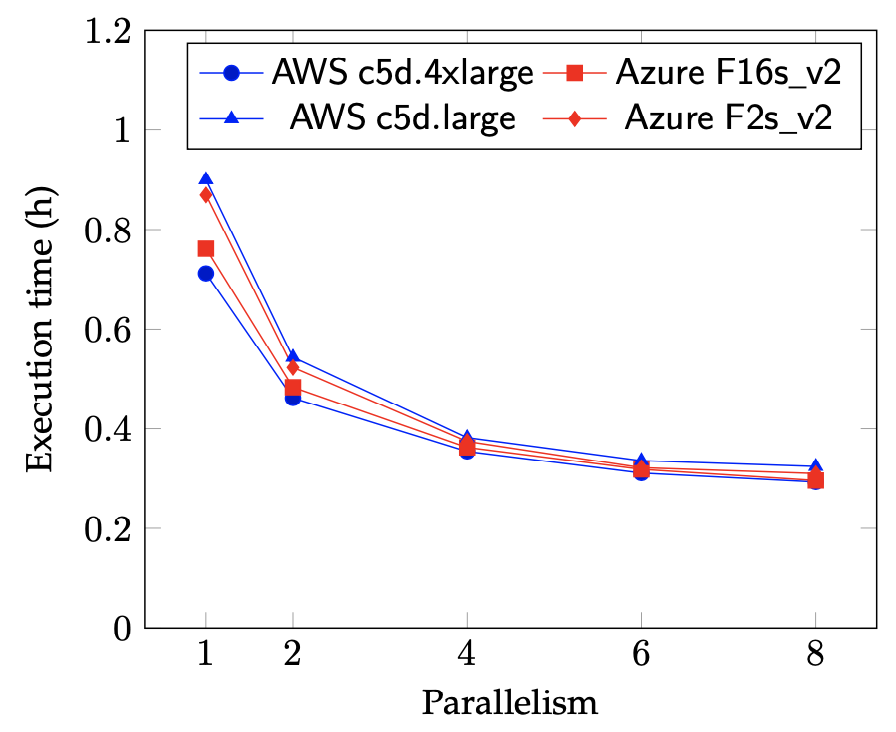 1.2
1
0.8
0.6
0.4
0.2
0
Execution time (h)
AWS c5d.4xlarge Azure F16s_v2
AWS c5d.large Azure F2s_v2
1 2 4 6 8
Parallelism